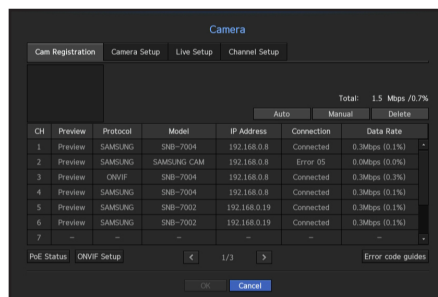 Camera
Cam Registration Camera Setup Live Setup Channel Setup
Total: 1.5 Mbps /0.7%
Auto Manual Delete
CH Preview Protocol Model IP Address Connection Data Rate
1 Preview SAMSUNG SNB-7004 192.168.0.8 Connected 0.3Mbps (0.1%)
2 Preview SAMSUNG SAMSUNG CAM 192.168.0.8 Error 05 0.0Mbps (0.0%)
3 Preview ONVIF SNB-7004 192.168.0.8 Connected 0.3Mbps (0.3%)
4 Preview SAMSUNG SNB-7004 192.168.0.8 Connected 0.3Mbps (0.1%)
5 Preview SAMSUNG SNB-7002 192.168.0.19 Connected 0.3Mbps (0.1%)
6 Preview SAMSUNG SNB-7002 192.168.0.19 Connected 0.3Mbps (0.1%)
7 – – – – – –
PoE Status ONVIF Setup < 1/3 > Error code guides
OK Cancel